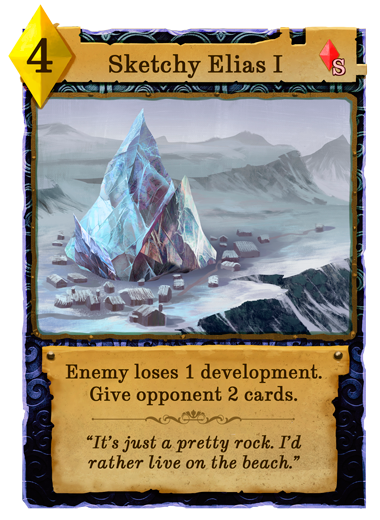 4
Sketchy Elias I
S
Enemy loses 1 development.
Give opponent 2 cards.
“It’s just a pretty rock. I’d
rather live on the beach.”